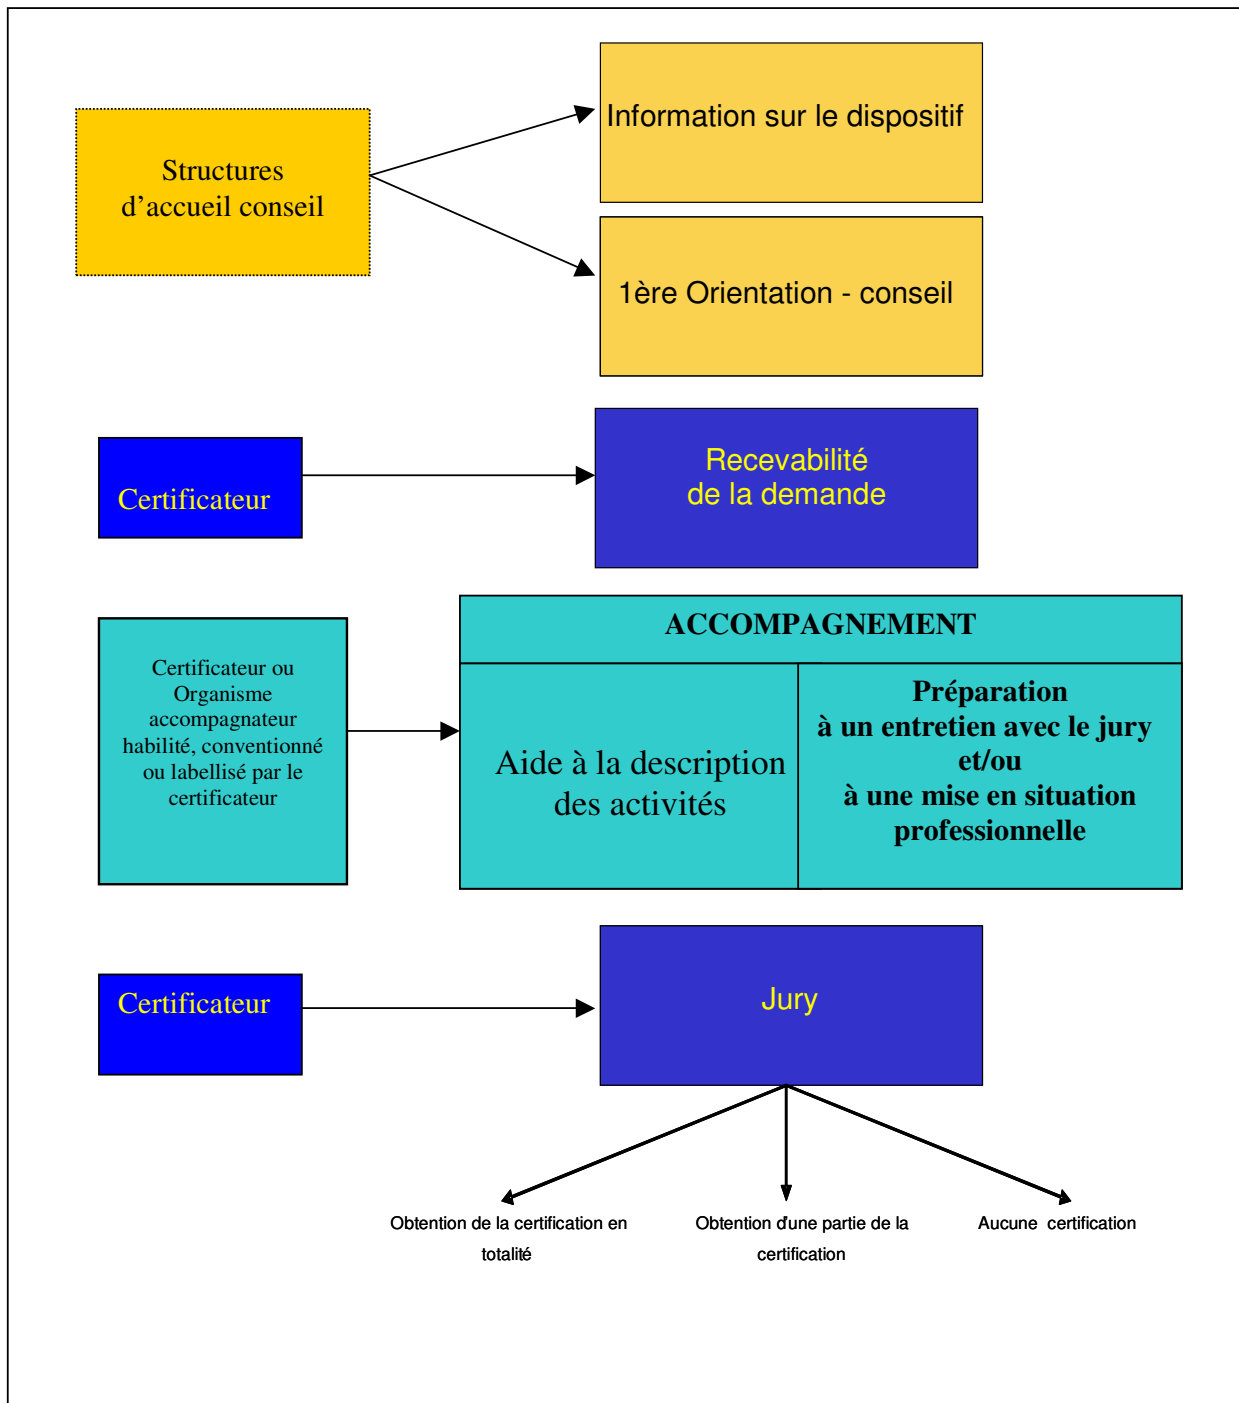 Structures
d’accueil conseil
Information sur le dispositif
1ère Orientation - conseil
Certificateur
Recevabilité
de la demande
Certificateur ou
Organisme
accompagnateur
habilité, conventionné
ou labellisé par le
certificateur
ACCOMPAGNEMENT
Aide à la description
des activités
Préparation
à un entretien avec le jury
et/ou
à une mise en situation
professionnelle
Certificateur
Jury
Obtention de la certification en
totalité
Obtention d'une partie de la
certification
Aucune certification